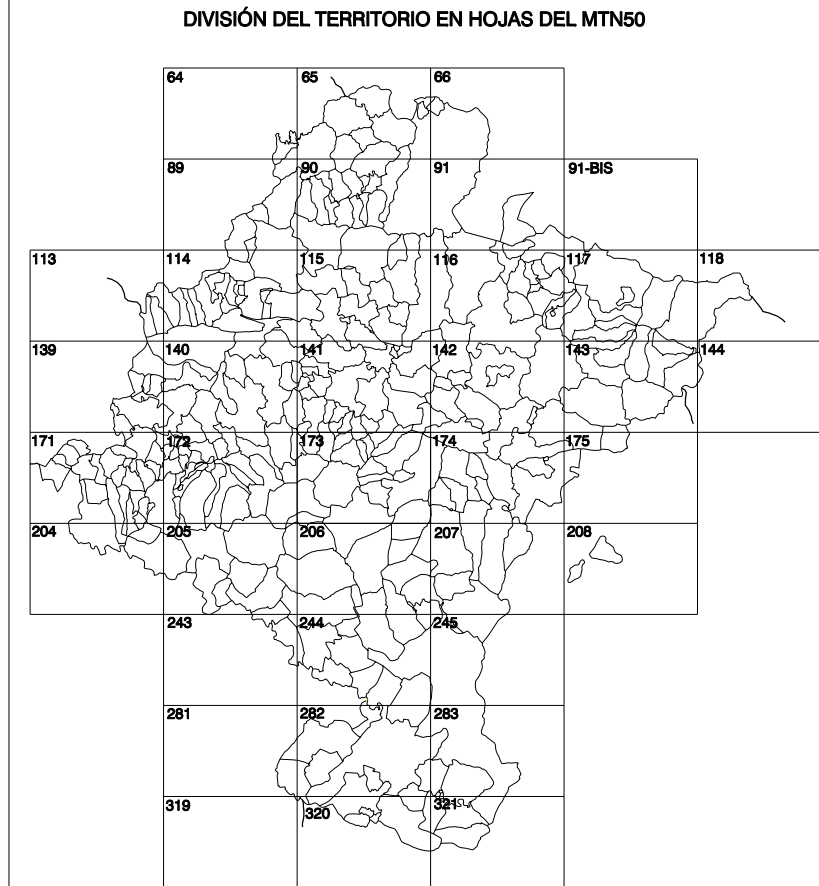 DIVISIÓN DEL TERRITORIO EN HOJAS DEL MTN50
64 65 66
89 90 91 91-BIS
113 114 115 116 117 118
139 140 141 142 143 144
171 172 173 174 175
204 205 206 207 208
243 244 245
281 282 283
319 320 321